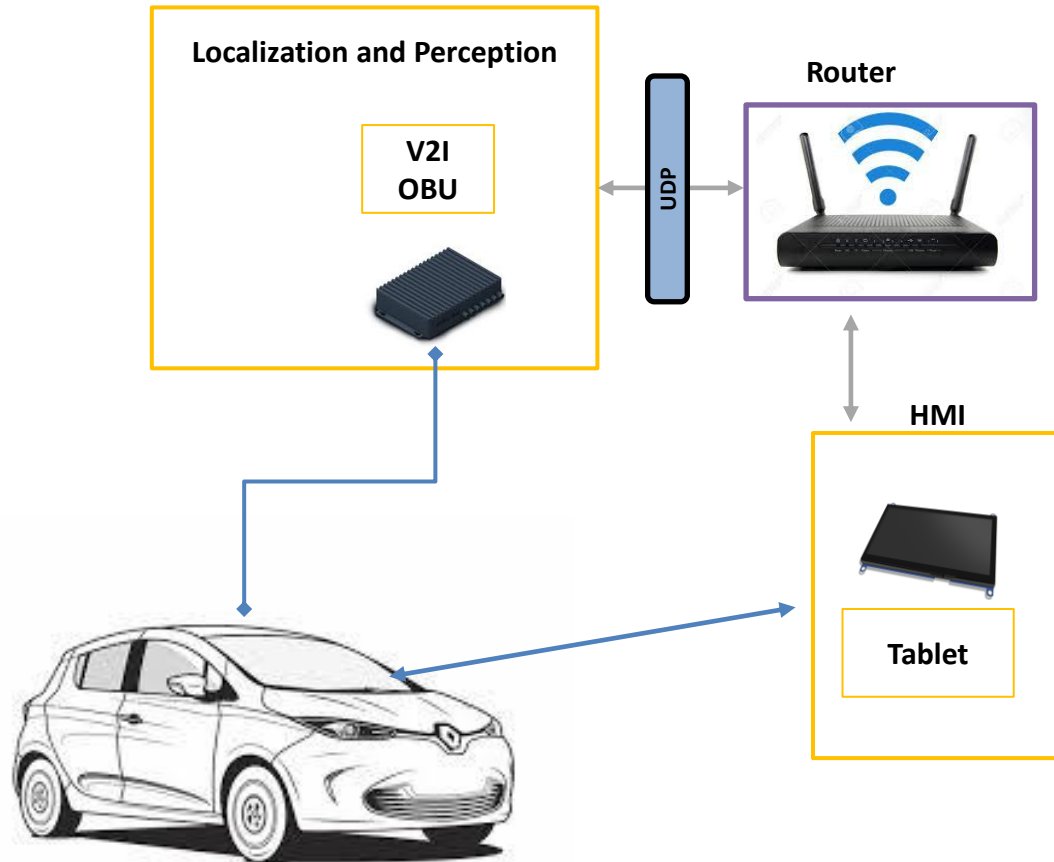 Localization and Perception
V2I
OBU
UDP
Router
HMI
Tablet